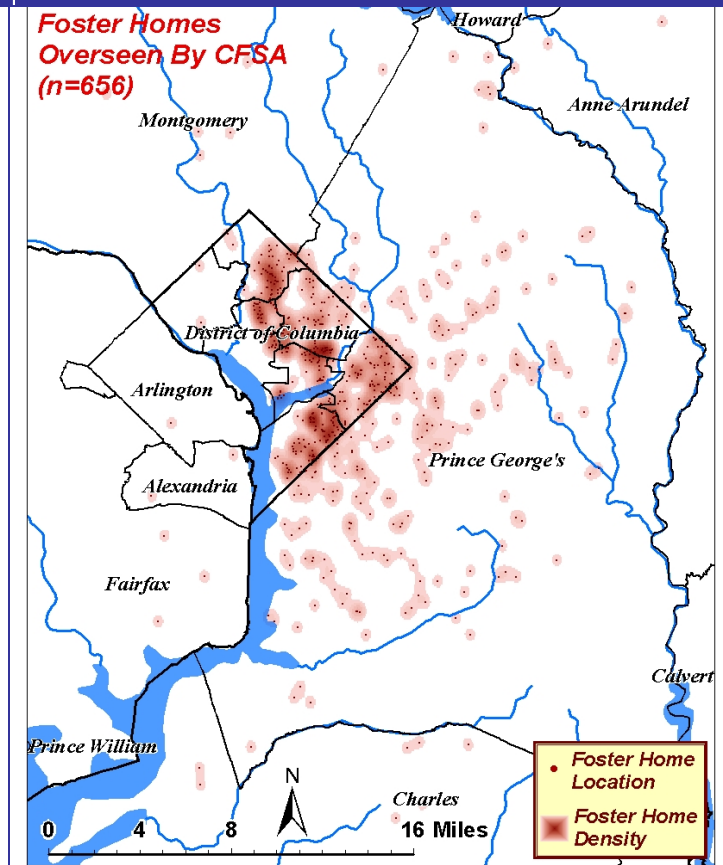 Foster Homes
Overseen By CFSA
(n=656)
Howard
Anne Arundel
Montgomery
District of Columbia
Arlington
Prince George's
Alexandria
Fairfax
Calvert
Prince William
Charles
N
0 4 8 16 Miles
Foster Home
Location
Foster Home
Density